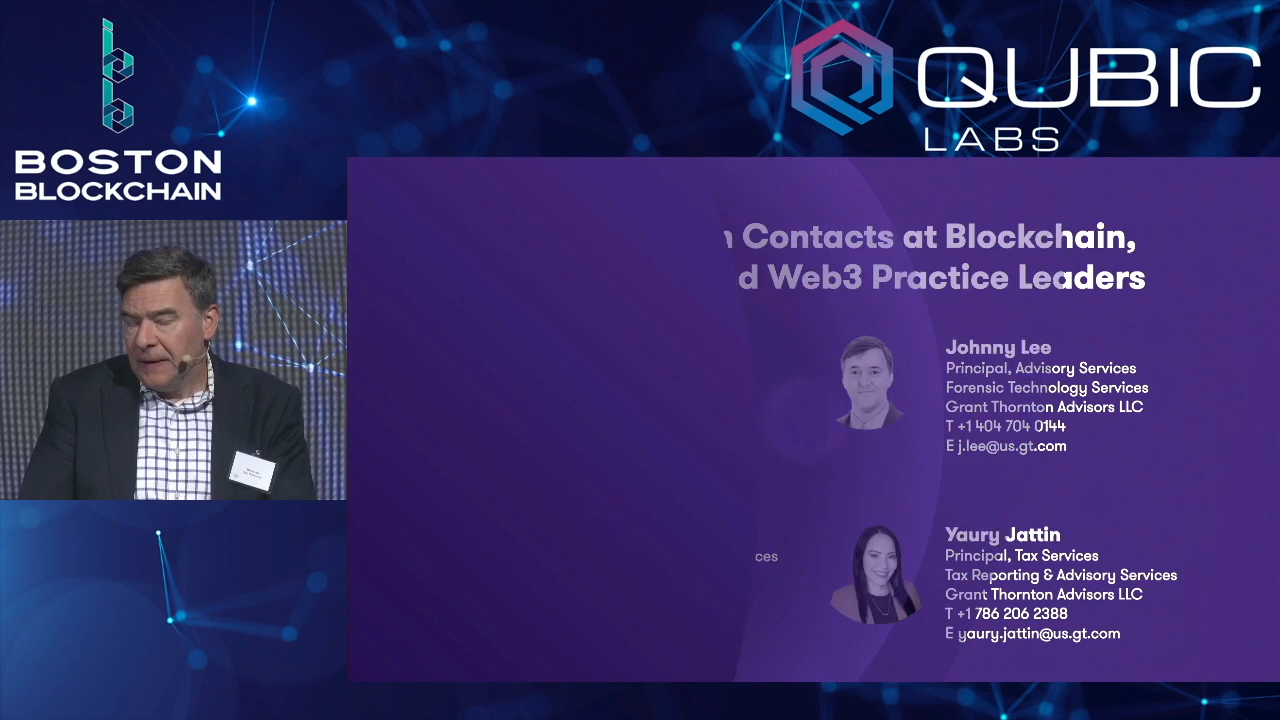 BOSTON
BLOCKCHAIN
QUBIC
LABS
Contacts at Blockchain,
Web3 Practice Leaders
Johnny Lee
Principal, Advisory Services
Forensic Technology Services
Grant Thornton Advisors LLC
T +1 404 704 0144
E j.lee@us.gt.com
Yaury Jattin
Principal, Tax Services
Tax Reporting & Advisory Services
Grant Thornton Advisors LLC
T +1 786 206 2388
E yaury.jattin@us.gt.com